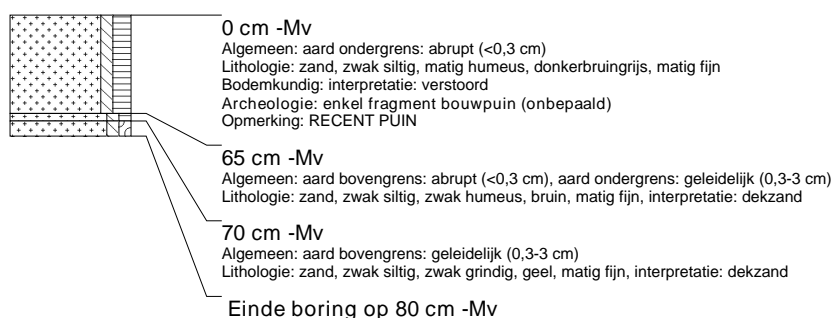 0 cm -Mv
Algemeen: aard ondergrens: abrupt (<0,3 cm)
Lithologie: zand, zwak siltig, matig humeus, donkerbruingrijs, matig fijn
Bodemkundig: interpretatie: verstoord
Archeologie: enkel fragment bouwpuin (onbepaald)
Opmerking: RECENT PUIN
65 cm -Mv
Algemeen: aard bovengrens: abrupt (<0,3 cm), aard ondergrens: geleidelijk (0,3-3 cm)
Lithologie: zand, zwak siltig, zwak humeus, bruin, matig fijn, interpretatie: dekzand
70 cm -Mv
Algemeen: aard bovengrens: geleidelijk (0,3-3 cm)
Lithologie: zand, zwak siltig, zwak grindig, geel, matig fijn, interpretatie: dekzand
Einde boring op 80 cm -Mv